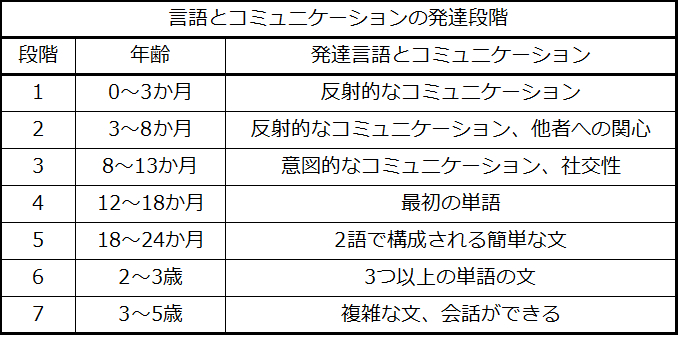 言語とコミュニケーションの発達段階
段階 年齢 発達言語とコミュニケーション
1 0～3か月 反射的なコミュニケーション
2 3～8か月 反射的なコミュニケーション、他者への関心
3 8～13か月 意図的なコミュニケーション、社交性
4 12～18か月 最初の単語
5 18～24か月 2語で構成される簡単な文
6 2～3歳 3つ以上の単語の文
7 3～5歳 複雑な文、会話ができる